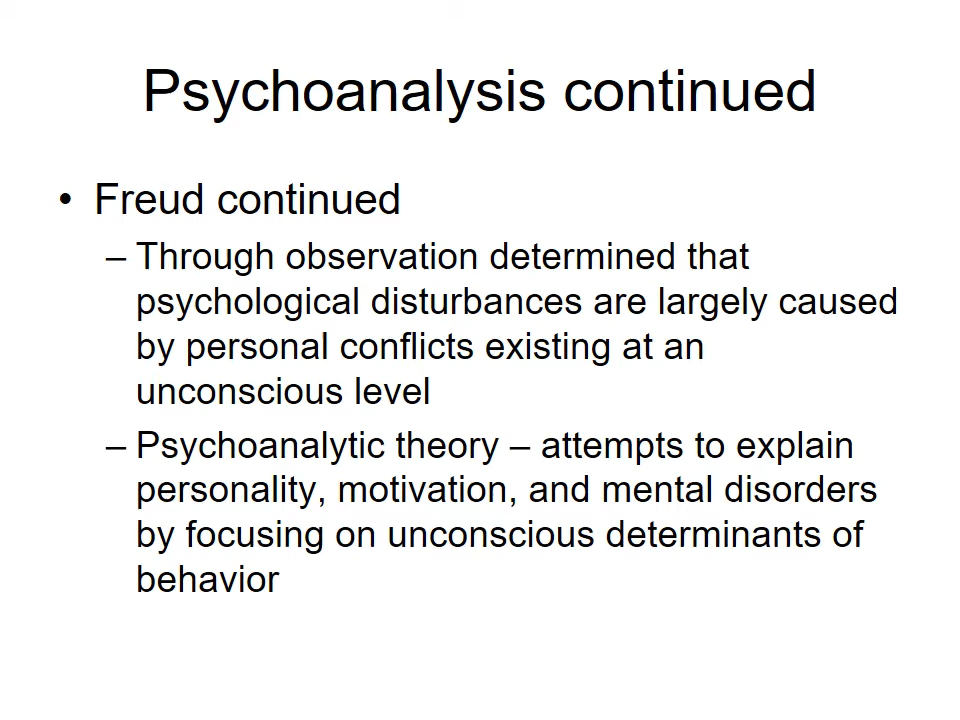 Psychoanalysis continued
• Freud continued
– Through observation determined that
psychological disturbances are largely caused
by personal conflicts existing at an
unconscious level
– Psychoanalytic theory – attempts to explain
personality, motivation, and mental disorders
by focusing on unconscious determinants of
behavior